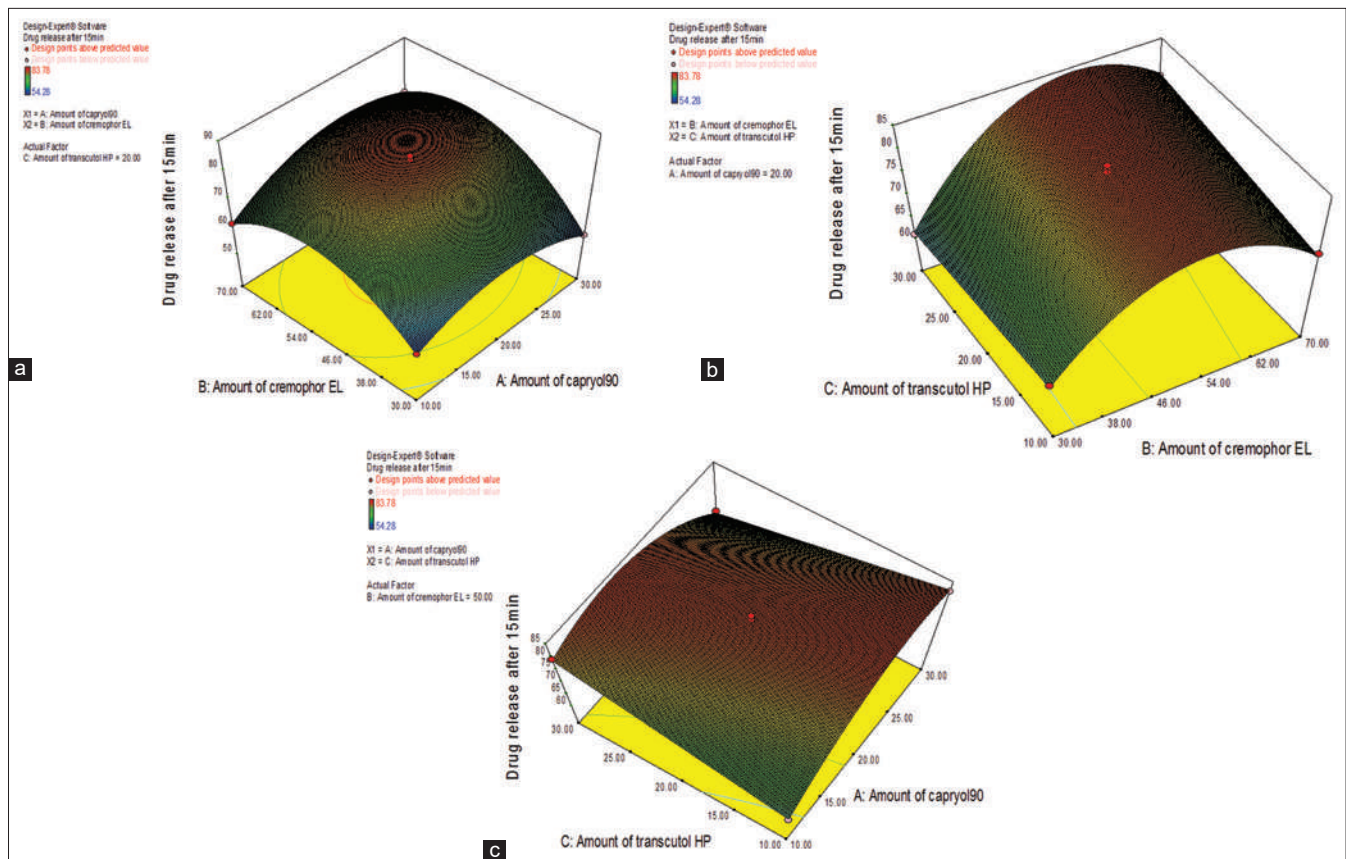 Design-Expert® Software
Drug release after 15min
Design points above predicted value
Design points below predicted value
83.78
54.28
X1 = A: Amount of capryol90
X2 = B: Amount of cremophor EL
Actual Factor
C: Amount of transcutol HP = 20.00
Drug release after 15min
90
80
70
60
50
70.00
62.00
54.00
46.00
38.00
30.00
10.00
15.00
20.00
25.00
30.00
B: Amount of cremophor EL
A: Amount of capryol90
a
Design-Expert® Software
Drug release after 15min
Design points above predicted value
Design points below predicted value
83.78
54.28
X1 = B: Amount of cremophor EL
X2 = C: Amount of transcutol HP
Actual Factor
A: Amount of capryol90 = 20.00
Drug release after 15min
85
80
75
70
65
60
30.00
25.00
20.00
15.00
10.00
30.00
38.00
46.00
54.00
62.00
70.00
C: Amount of transcutol HP
B: Amount of cremophor EL
b
Design-Expert® Software
Drug release after 15min
Design points above predicted value
Design points below predicted value
83.78
54.28
X1 = A: Amount of capryol90
X2 = C: Amount of transcutol HP
Actual Factor
B: Amount of cremophor EL = 50.00
Drug release after 15min
85
80
75
70
65
60
30.00
25.00
20.00
15.00
10.00
10.00
15.00
20.00
25.00
30.00
C: Amount of transcutol HP
A: Amount of capryol90
c